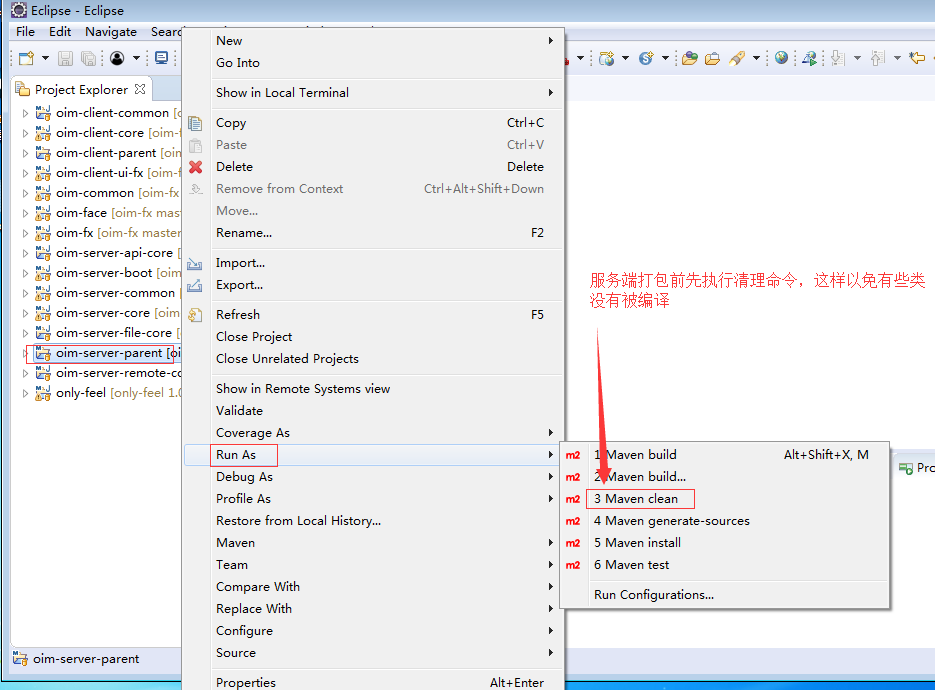 Eclipse - Eclipse
File Edit Navigate Searc
Project Explorer
oim-client-common [c
oim-client-core [oim-f
oim-client-parent [oin
oim-client-ui-fx [oim-f
oim-common [oim-fx
oim-face [oim-fx mas
oim-fx [oim-fx master
oim-server-api-core [
oim-server-boot [oim
oim-server-common [
oim-server-core [oim-
oim-server-file-core [
oim-server-parent [oi
oim-server-remote-co
only-feel [only-feel 1.0
oim-server-parent
New
Go Into
Show in Local Terminal
Copy Ctrl+C
Paste Ctrl+V
Delete Delete
Remove from Context Ctrl+Alt+Shift+Down
Move...
Rename... F2
Import...
Export...
Refresh F5
Close Project
Close Unrelated Projects
Show in Remote Systems view
Validate
Coverage As
Run As
Debug As
Profile As
Restore from Local History...
Maven
Team
Compare With
Replace With
Configure
Source
Properties Alt+Enter
服务端打包前先执行清理命令，这样以免有些类
没有被编译
m2 1 Maven build Alt+Shift+X, M
m2 2 Maven build...
m2 3 Maven clean
m2 4 Maven generate-sources
m2 5 Maven install
m2 6 Maven test
Run Configurations...
Pro